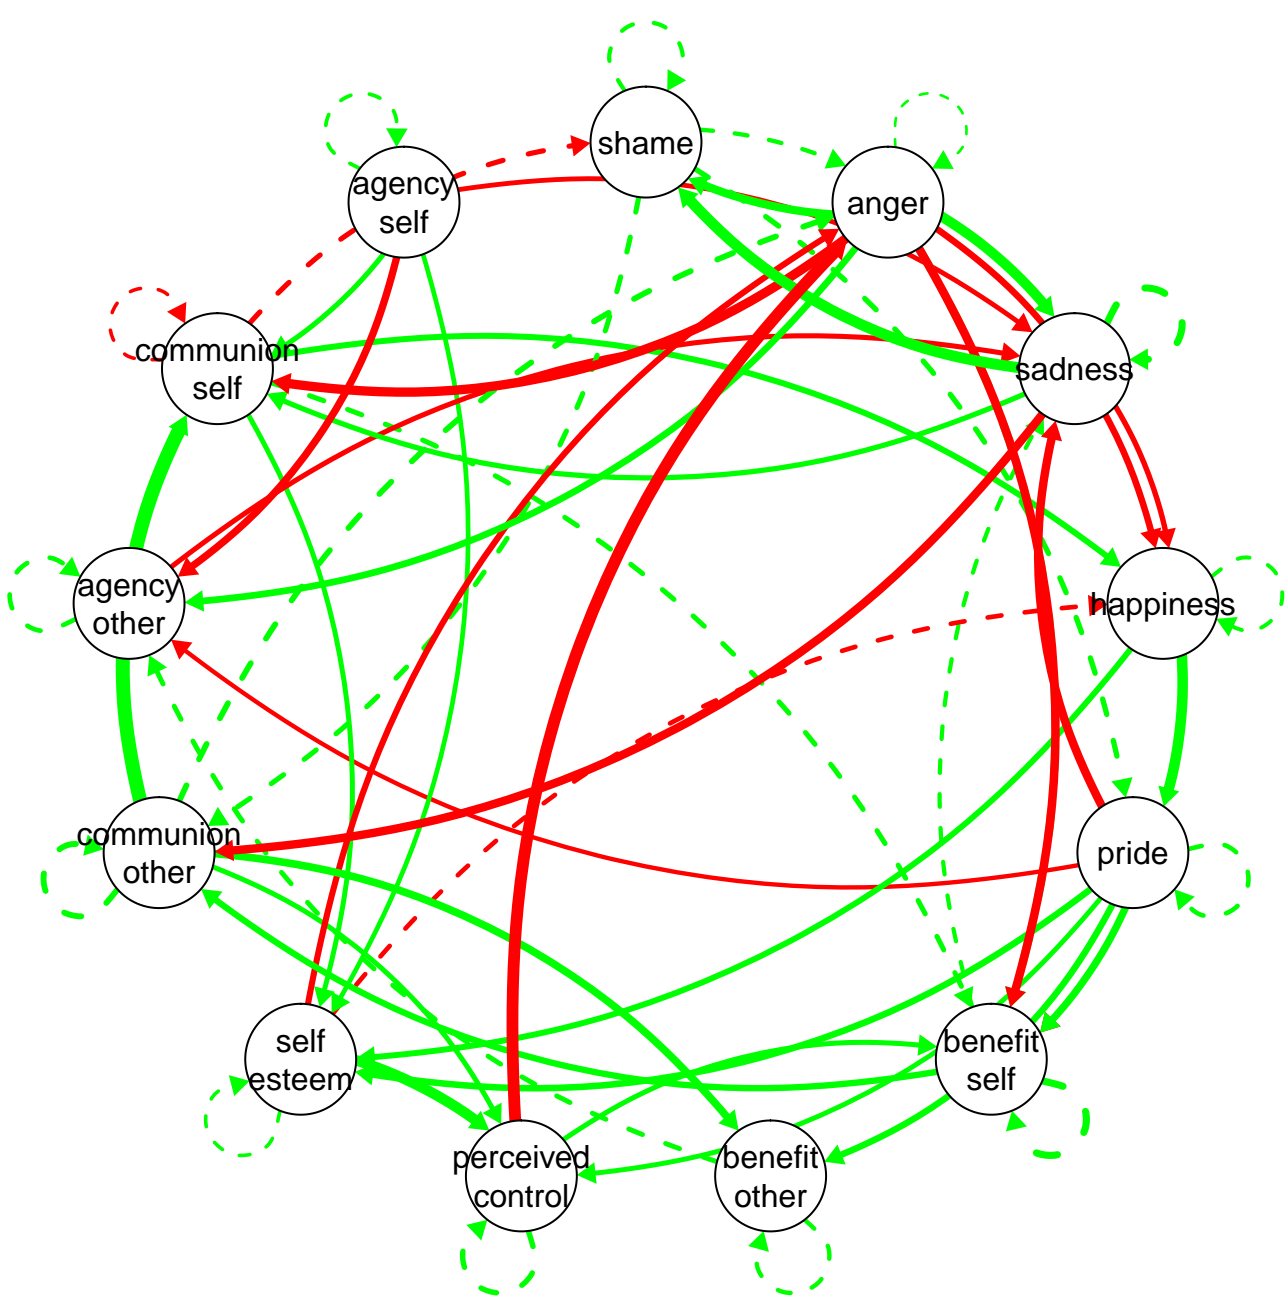 shame
agency
self
anger
communion
self
sadness
agency
other
happiness
communion
other
pride
self
esteem
benefit
self
perceived
control
benefit
other